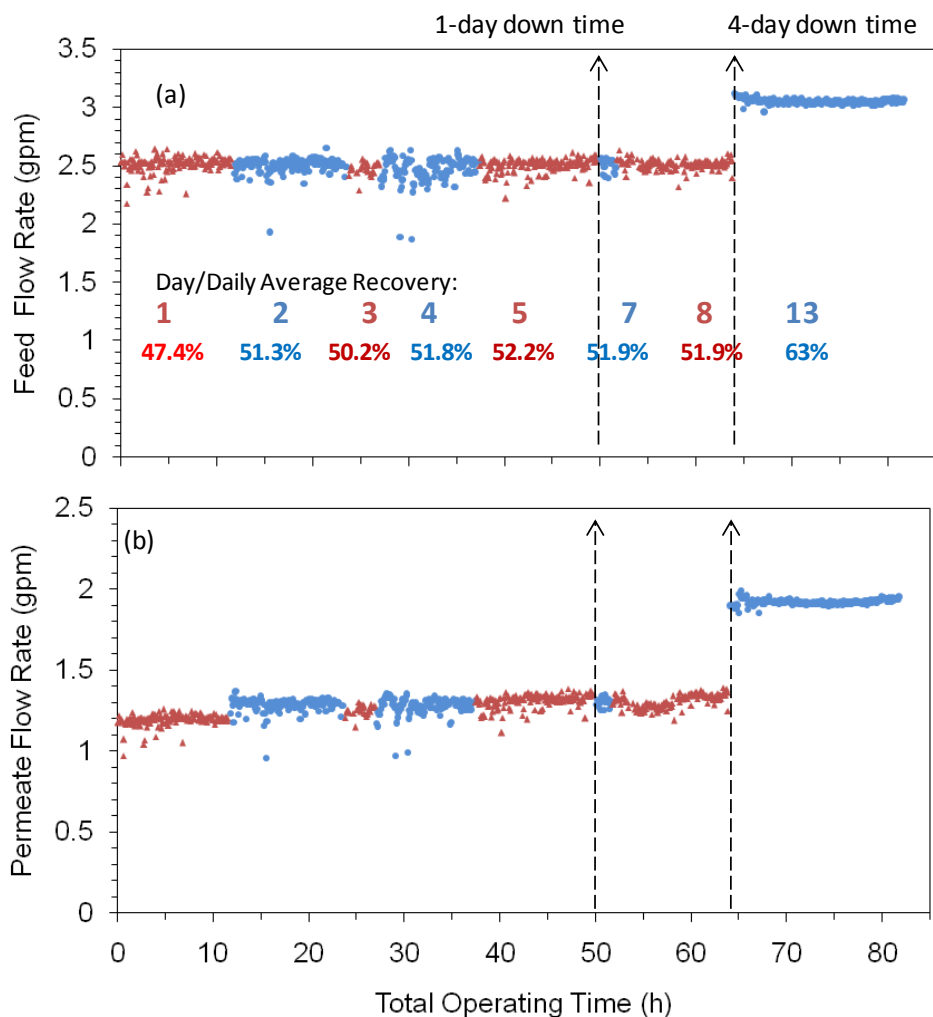 1-day down time 4-day down time
3.5
3
2.5
2
1.5
1
0.5
0
Feed Flow Rate (gpm)
(a)
Day/Daily Average Recovery:
1 2 3 4 5 7 8 13
47.4% 51.3% 50.2% 51.8% 52.2% 51.9% 51.9% 63%
2.5
2
1.5
1
0.5
0
Permeate Flow Rate (gpm)
(b)
0 10 20 30 40 50 60 70 80
Total Operating Time (h)